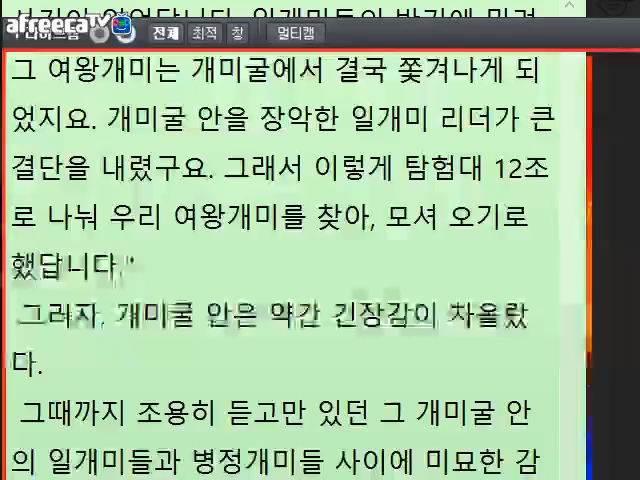 afreecaTV
전체 최적 창 멀티캠
그 여왕개미는 개미굴에서 결국 쫓겨나게 되
었지요. 개미굴 안을 장악한 일개미 리더가 큰
결단을 내렸구요. 그래서 이렇게 탐험대 12조
로 나눠 우리 여왕개미를 찾아, 모셔 오기로
했답니다."
그러자, 개미굴 안은 약간 긴장감이 차올랐
다.
그때까지 조용히 듣고만 있던 그 개미굴 안
의 일개미들과 병정개미들 사이에 미묘한 감